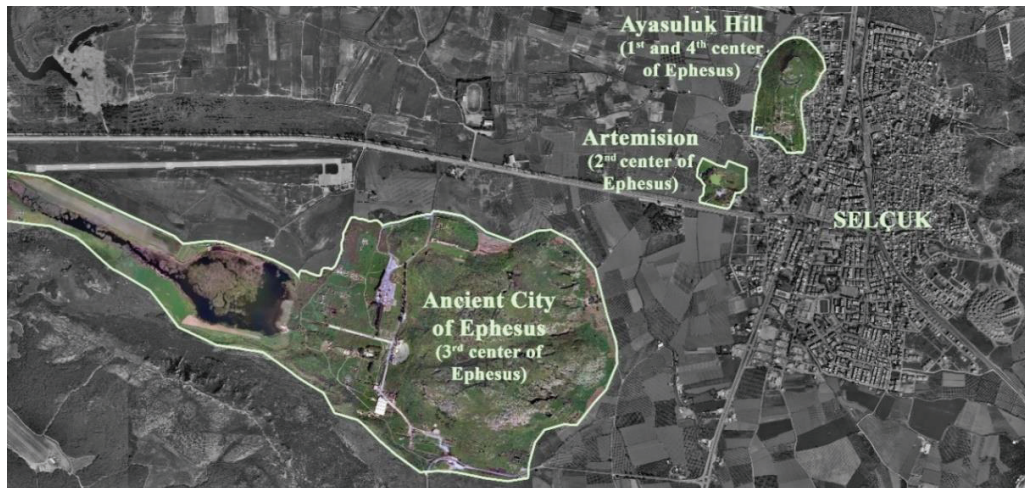 Ayasuluk Hill
(1st and 4th center
of Ephesus)
Artemision
(2nd center of
Ephesus)
SELÇUK
Ancient City
of Ephesus
(3rd center of
Ephesus)